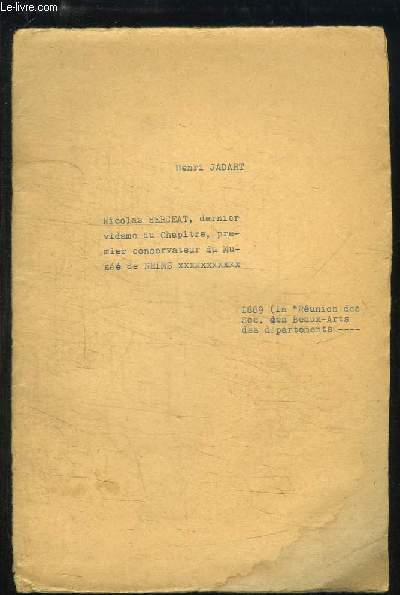 Le-livre.com
Henri JADART
Nicolas BERGEAT, dernier
vidame du Chapitre, pre-
mier conservateur du Mu-
sée de REIMS xxxxxxxxxxx
1889 (in "Réunion des
Soc. des Beaux-Arts
des départements ----